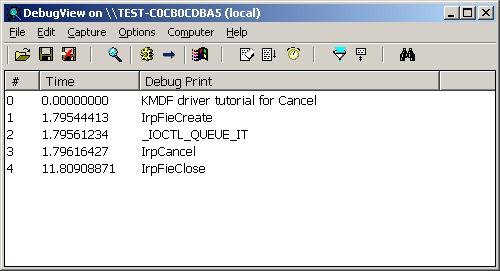 DebugView on \\TEST-C0CB0CDBA5 (local)
File Edit Capture Options Computer Help
# Time Debug Print
0 0.00000000 KMDF driver tutorial for Cancel
1 1.79544413 IrpFieCreate
2 1.79561234 _IOCTL_QUEUE_IT
3 1.79616427 IrpCancel
4 11.80908871 IrpFieClose